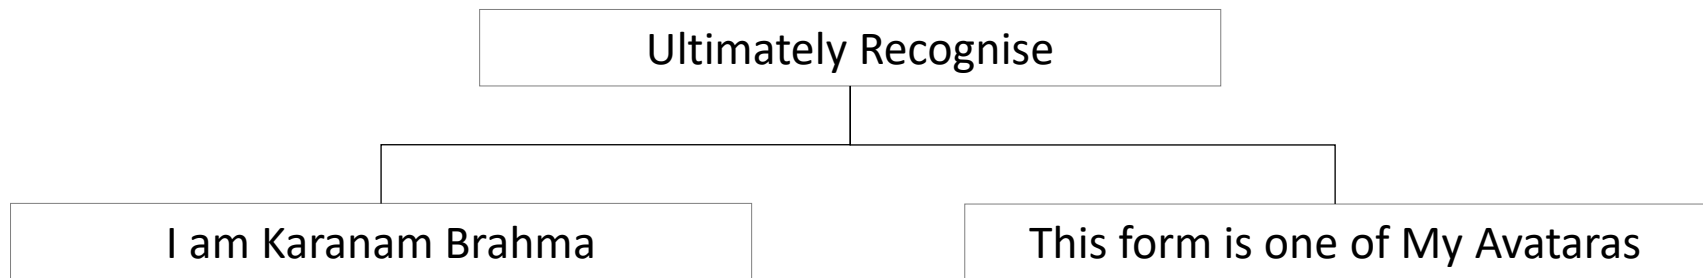 Ultimately Recognise
I am Karanam Brahma
This form is one of My Avataras